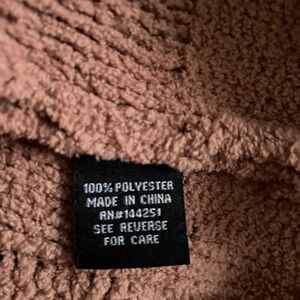 100% POLYESTER
MADE IN CHINA
RN#144251
SEE REVERSE
FOR CARE